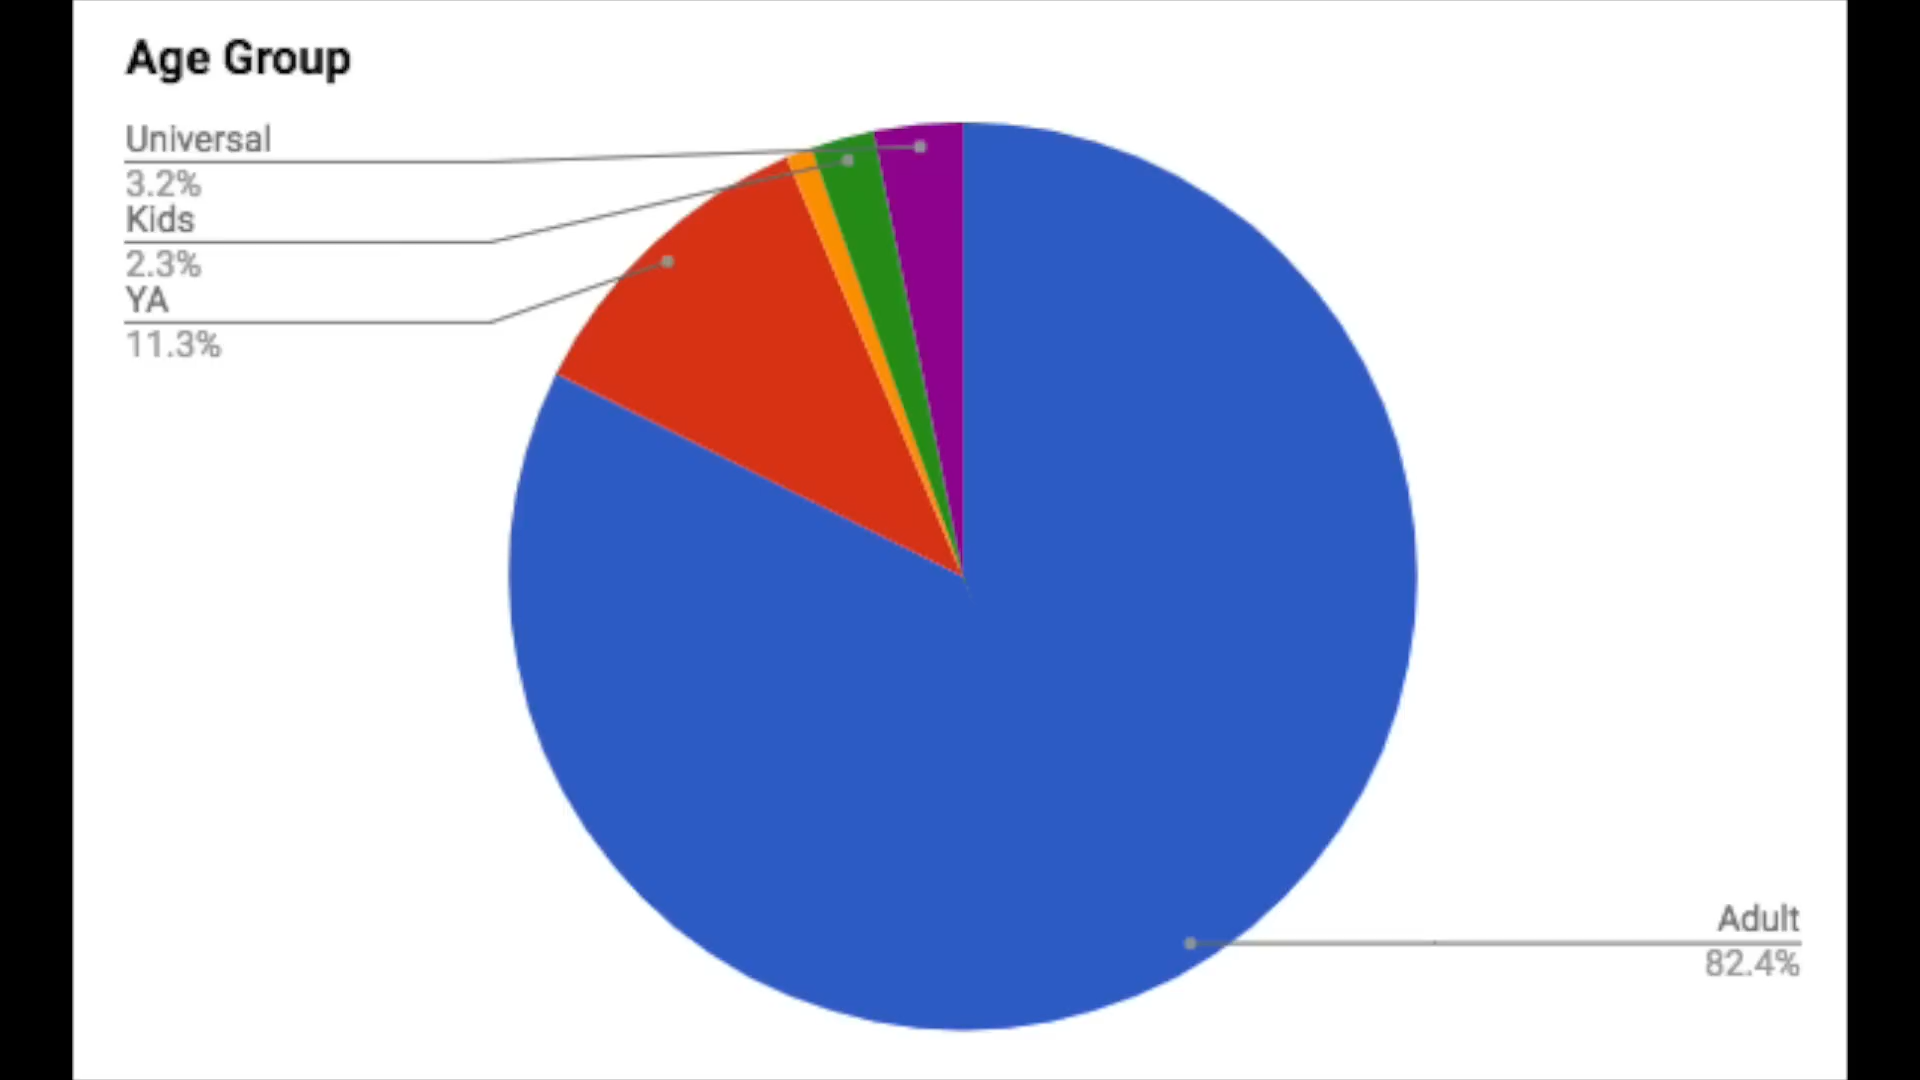 Age Group
Universal
3.2%
Kids
2.3%
YA
11.3%
Adult
82.4%